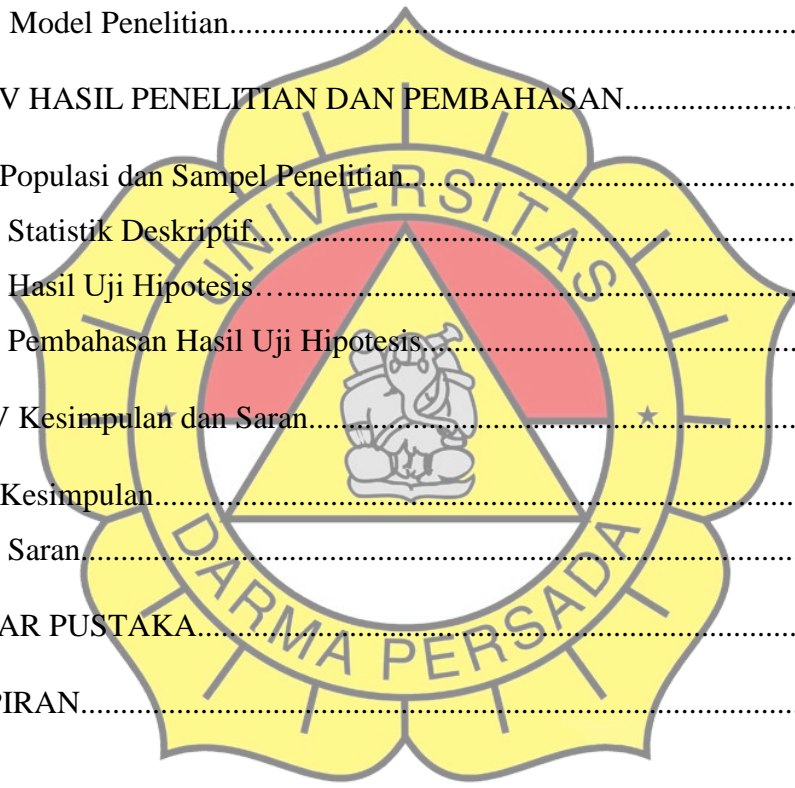 Model Penelitian.......................................................................
V HASIL PENELITIAN DAN PEMBAHASAN.....................
Populasi dan Sampel Penelitian.................................................
Statistik Deskriptif....................................................................
Hasil Uji Hipotesis…................................................................
Pembahasan Hasil Uji Hipotesis...............................................
V Kesimpulan dan Saran.............................................................
Kesimpulan................................................................................
Saran.........................................................................................
AR PUSTAKA...........................................................................
PIRAN.........................................................................................
UNIVERSITAS
DARMA PERSADA